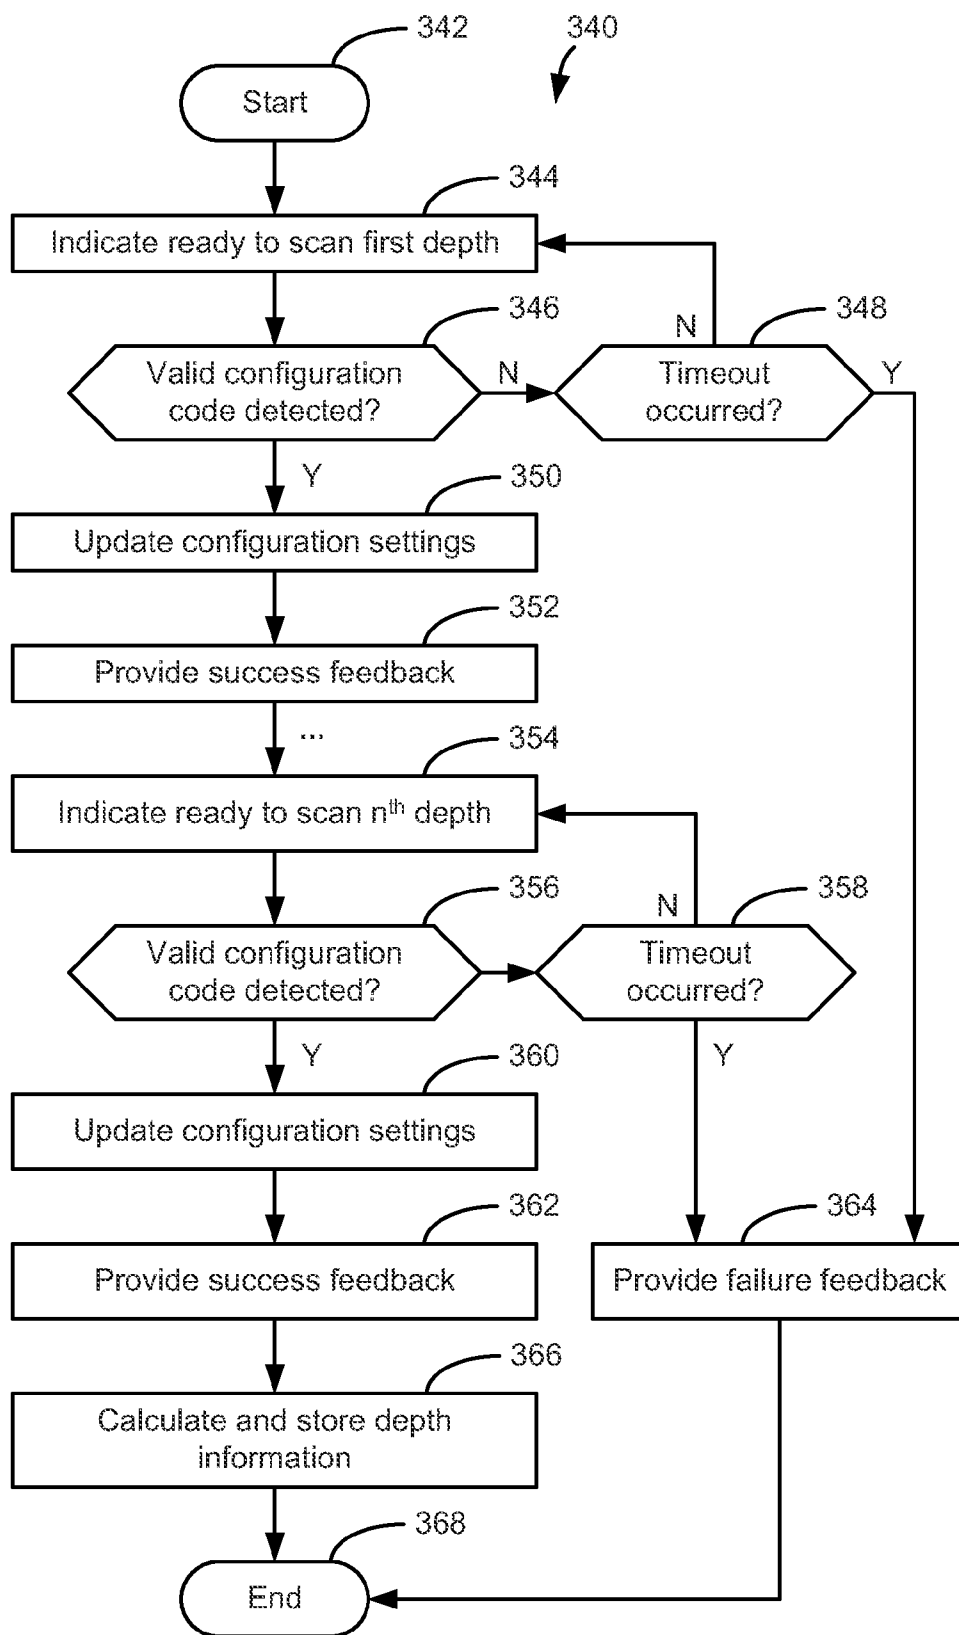 342
340
Start
344
Indicate ready to scan first depth
346
N
348
Valid configuration
code detected?
N
Timeout
occurred?
Y
Y
350
Update configuration settings
352
Provide success feedback
...
354
Indicate ready to scan nth depth
356
N
358
Valid configuration
code detected?
Timeout
occurred?
Y
360
Y
Update configuration settings
362
364
Provide success feedback
Provide failure feedback
366
Calculate and store depth
information
368
End